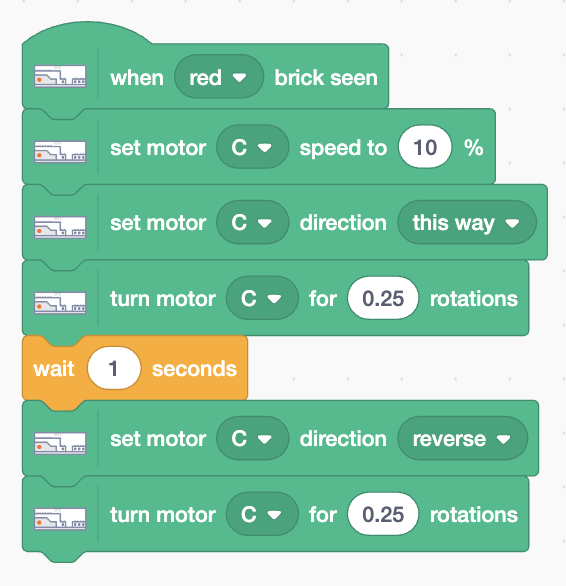 when red brick seen
set motor C speed to 10 %
set motor C direction this way
turn motor C for 0.25 rotations
wait 1 seconds
set motor C direction reverse
turn motor C for 0.25 rotations